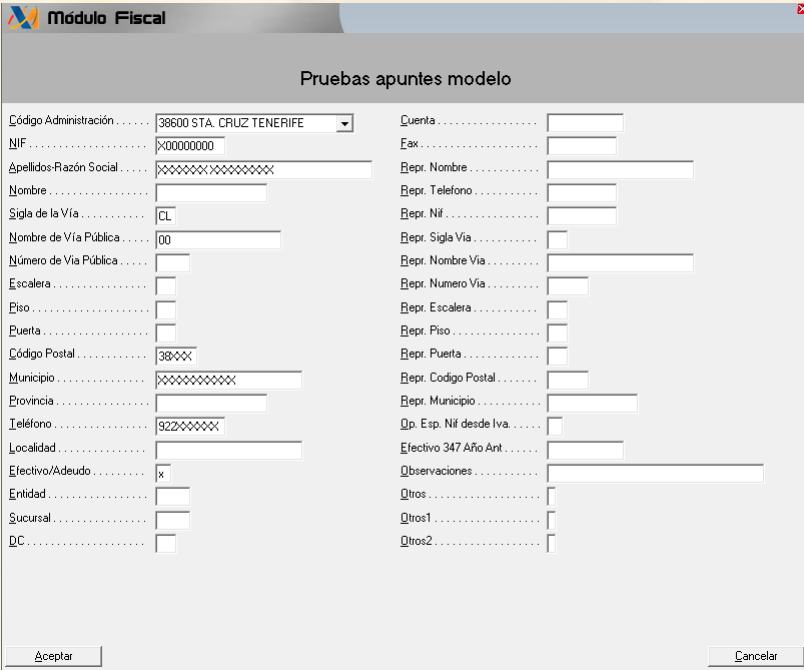 Módulo Fiscal
Pruebas apuntes modelo
Código Administración . . . . . . 38600 STA. CRUZ TENERIFE
NIF . . . . . . . . . . . . . . . . . . . . X00000000
Apellidos-Razón Social . . . . . XXXXXXX XXXXXXXXX
Nombre . . . . . . . . . . . . . . . . .
Sigla de la Vía . . . . . . . . . . . CL
Nombre de Vía Pública . . . . . 00
Número de Via Pública . . . . .
Escalera . . . . . . . . . . . . . . . .
Piso . . . . . . . . . . . . . . . . . . . .
Puerta . . . . . . . . . . . . . . . . . .
Código Postal . . . . . . . . . . . . 38XXX
Municipio . . . . . . . . . . . . . . . XXXXXXXXXXX
Provincia . . . . . . . . . . . . . . .
Teléfono . . . . . . . . . . . . . . . . 922XXXXXX
Localidad . . . . . . . . . . . . . . .
Efectivo/Adeudo . . . . . . . . . x
Entidad . . . . . . . . . . . . . . . . .
Sucursal . . . . . . . . . . . . . . . .
DC . . . . . . . . . . . . . . . . . . . .
Cuenta . . . . . . . . . . . . . . . . .
Fax . . . . . . . . . . . . . . . . . . . .
Repr. Nombre . . . . . . . . . . . .
Repr. Telefono . . . . . . . . . . .
Repr. Nif . . . . . . . . . . . . . . . .
Repr. Sigla Via . . . . . . . . . . .
Repr. Nombre Via . . . . . . . . .
Repr. Numero Via . . . . . . . . .
Repr. Escalera . . . . . . . . . . .
Repr. Piso . . . . . . . . . . . . . . .
Repr. Puerta . . . . . . . . . . . . .
Repr. Codigo Postal . . . . . . .
Repr. Municipio . . . . . . . . . .
Op. Esp. Nif desde Iva. . . . . .
Efectivo 347 Año Ant . . . . . .
Observaciones . . . . . . . . . . .
Otros . . . . . . . . . . . . . . . . . . .
Otros1 . . . . . . . . . . . . . . . . . .
Otros2 . . . . . . . . . . . . . . . . . .
Aceptar
Cancelar